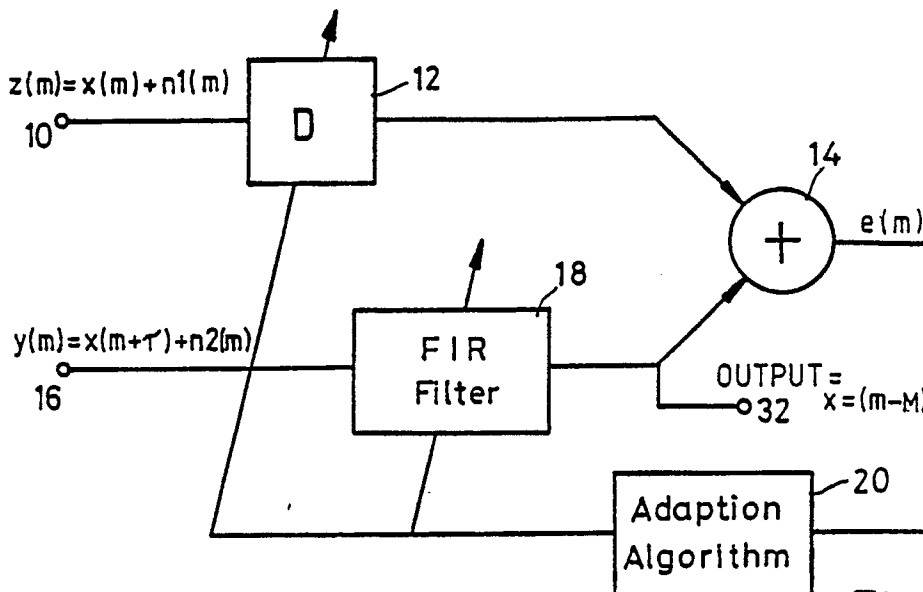 z(m)=x(m)+n1(m)
10
D
12
14
+
e(m)
18
y(m)=x(m+τ)+n2(m)
16
FIR
Filter
OUTPUT=
x=(m-M)
32
20
Adaption
Algorithm